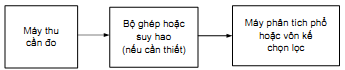 Máy thu
cần đo
Bộ ghép hoặc
suy hao
(nếu cần thiết)
Máy phân tích phổ
hoặc vôn kế
chọn lọc